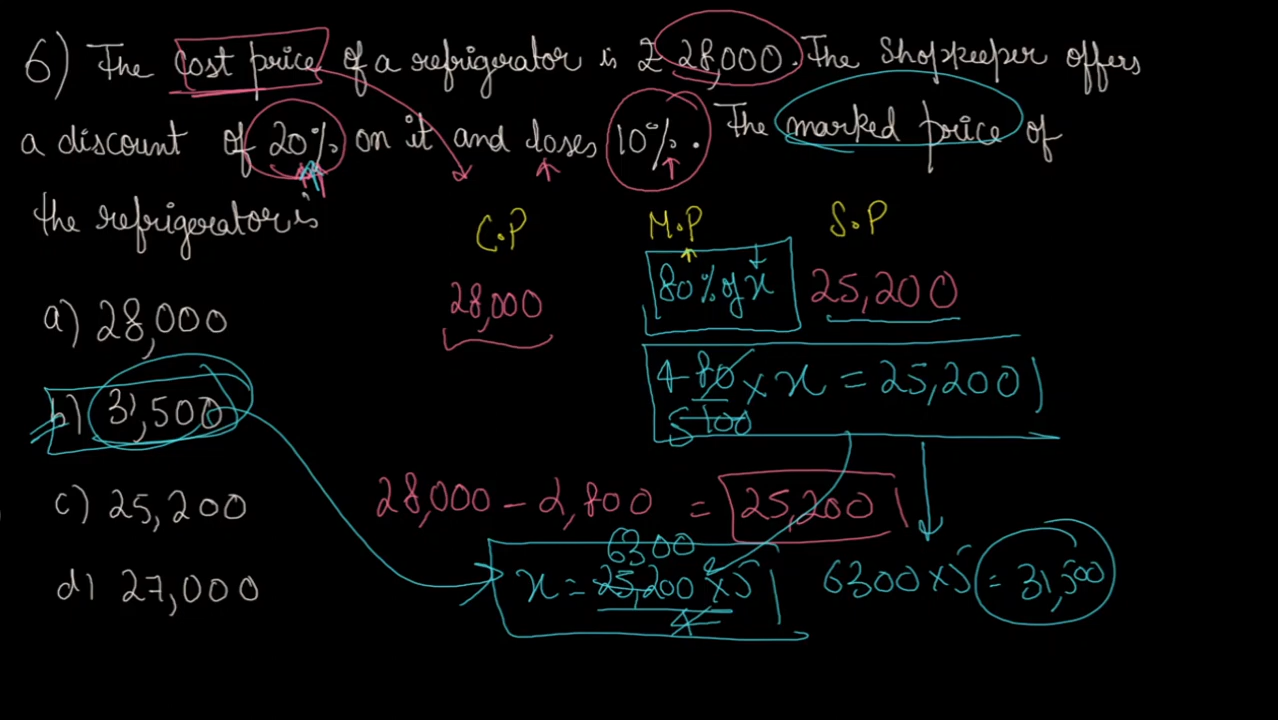 6) The cost price of a refrigerator is ₹ 28,000. The Shopkeeper offers
a discount of 20% on it and loses 10%. The marked price of
the refrigerator is
C.P M.P S.P
28,000 80% of x 25,200
a) 28,000
4 80 x x = 25,200
5 100
b) 31,500
28,000 - 2,800 = 25,200
c) 25,200
6300
x = 25,200 x 5
4
6300 x 5 = 31,500
d) 27,000